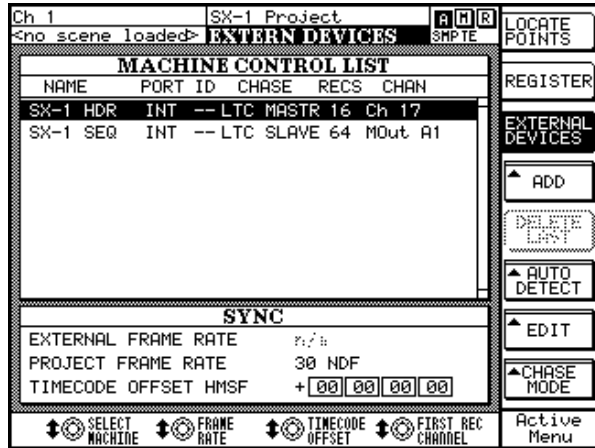 Ch 1 SX-1 Project A M R
<no scene loaded> EXTERN DEVICES SMPTE
MACHINE CONTROL LIST
NAME PORT ID CHASE RECS CHAN
SX-1 HDR INT -- LTC MASTR 16 Ch 17
SX-1 SEQ INT -- LTC SLAVE 64 MOut A1
SYNC
EXTERNAL FRAME RATE n/a
PROJECT FRAME RATE 30 NDF
TIMECODE OFFSET HMSF + 00 00 00 00
SELECT MACHINE
FRAME RATE
TIMECODE OFFSET
FIRST REC CHANNEL
LOCATE
POINTS
REGISTER
EXTERNAL
DEVICES
ADD
DELETE
LAST
AUTO
DETECT
EDIT
CHASE
MODE
Active
Menu